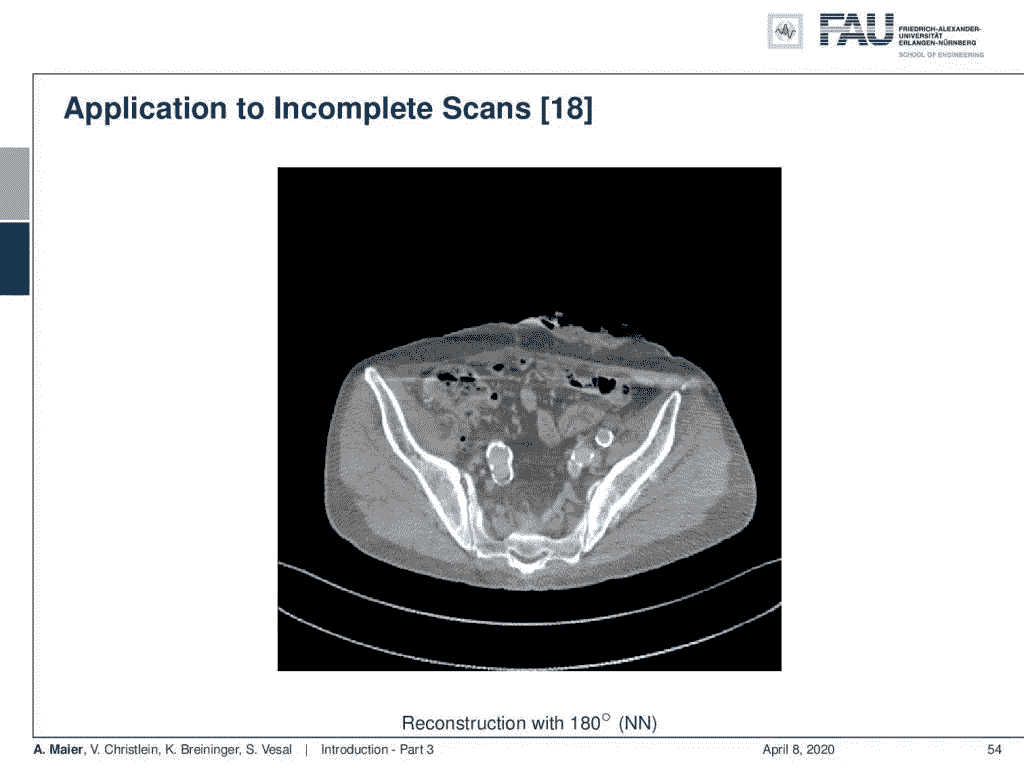 FAU
FRIEDRICH-ALEXANDER-
UNIVERSITÄT
ERLANGEN-NÜRNBERG
SCHOOL OF ENGINEERING
Application to Incomplete Scans [18]
Reconstruction with 180° (NN)
A. Maier, V. Christlein, K. Breininger, S. Vesal | Introduction - Part 3 April 8, 2020 54